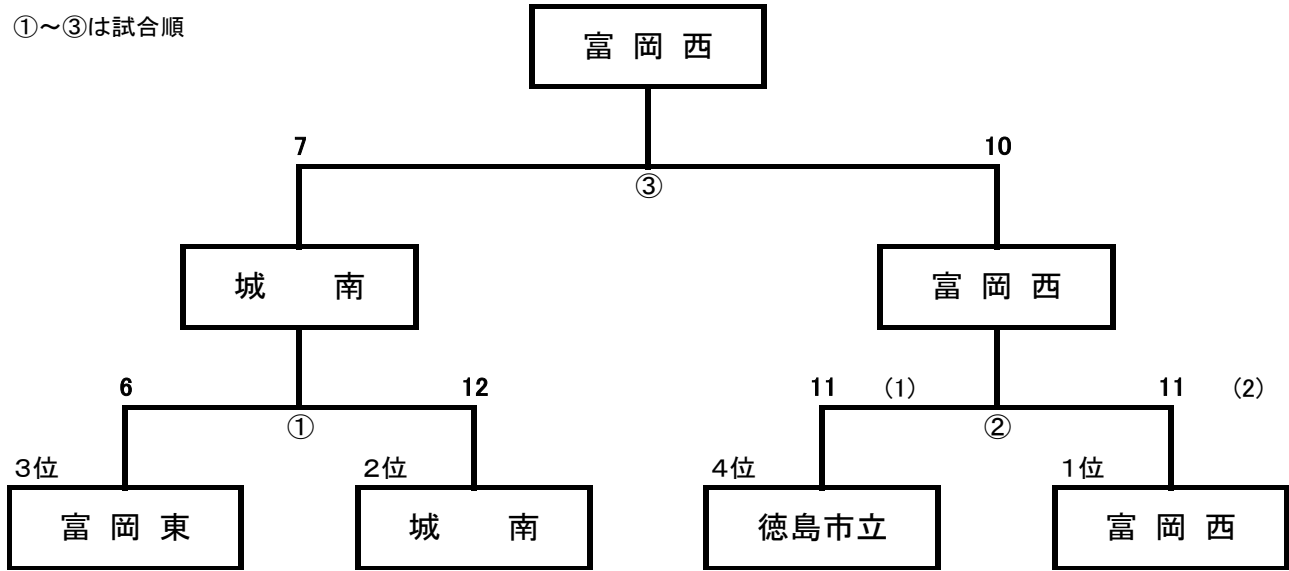 ①～③は試合順
富 岡 西
7 10
③
城 南
富 岡 西
6 12 11 (1) 11 (2)
① ②
3位 2位 4位 1位
富 岡 東
城 南
徳島市立
富 岡 西